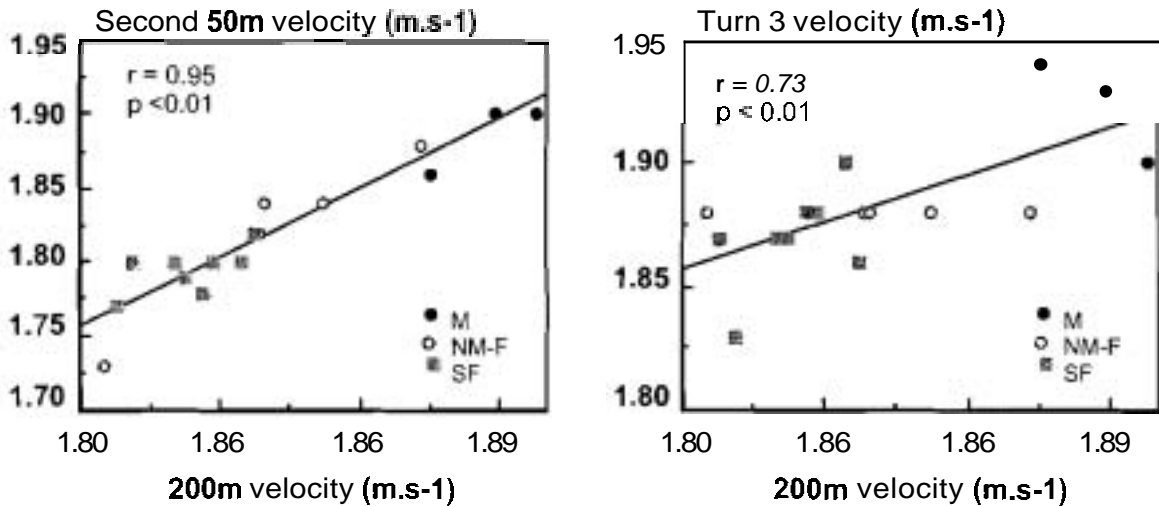 Second 50m velocity (m.s-1)
1.95
1.90
1.85
1.80
1.75
1.70
r = 0.95
p <0.01
M
NM-F
SF
1.80 1.86 1.86 1.89
200m velocity (m.s-1)
Turn 3 velocity (m.s-1)
1.95
1.90
1.85
1.80
r = 0.73
p < 0.01
M
NM-F
SF
1.80 1.86 1.86 1.89
200m velocity (m.s-1)